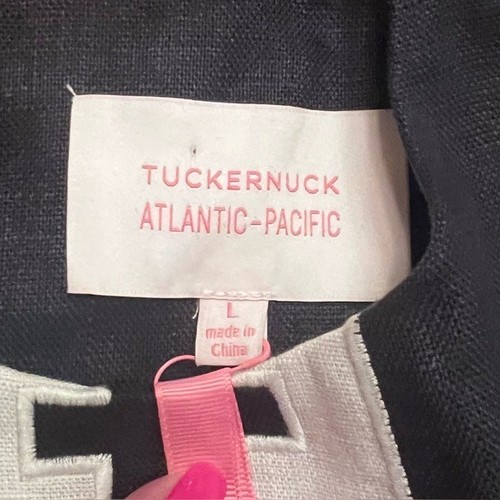 TUCKERNUCK
ATLANTIC-PACIFIC
L
made in
China